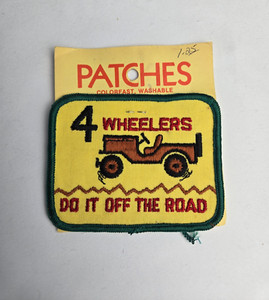 1.35
PATCHES
COLORFAST, WASHABLE
4 WHEELERS
DO IT OFF THE ROAD